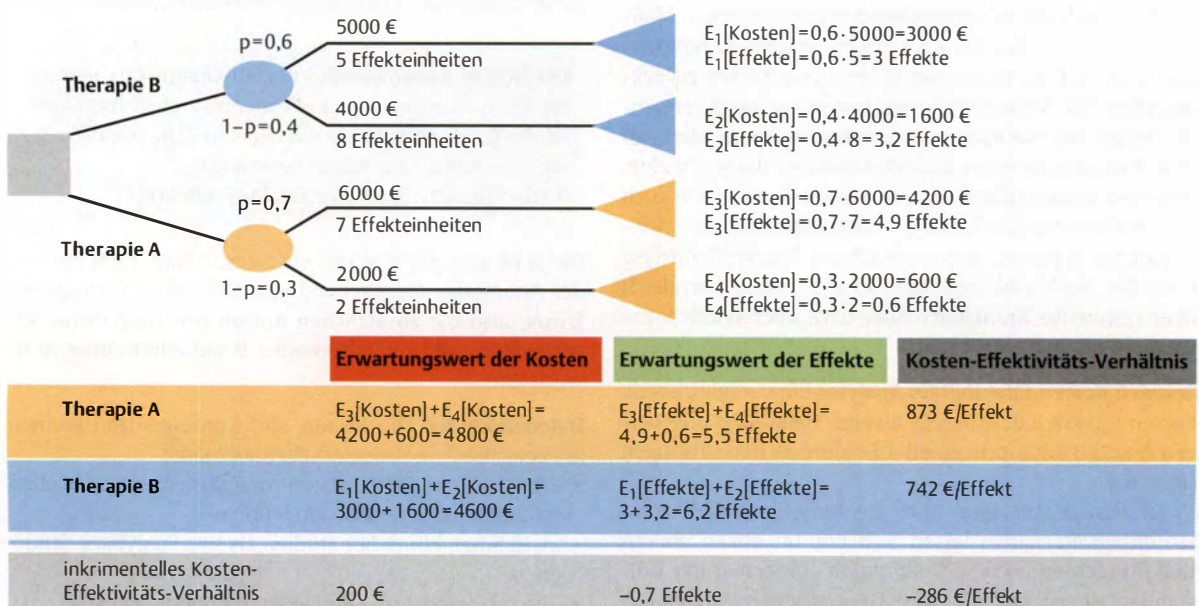 p=0,6
5000 €
5 Effekteinheiten
E₁[Kosten]=0,6·5000=3000 €
E₁[Effekte]=0,6·5=3 Effekte
Therapie B
1–p=0,4
4000 €
8 Effekteinheiten
E₂[Kosten]=0,4·4000=1600 €
E₂[Effekte]=0,4·8=3,2 Effekte
p=0,7
6000 €
7 Effekteinheiten
E₃[Kosten]=0,7·6000=4200 €
E₃[Effekte]=0,7·7=4,9 Effekte
Therapie A
1–p=0,3
2000 €
2 Effekteinheiten
E₄[Kosten]=0,3·2000=600 €
E₄[Effekte]=0,3·2=0,6 Effekte
Erwartungswert der Kosten Erwartungswert der Effekte Kosten-Effektivitäts-Verhältnis
Therapie A E₃[Kosten]+E₄[Kosten]= E₃[Effekte]+E₄[Effekte]= 873 €/Effekt
4200+600=4800 € 4,9+0,6=5,5 Effekte
Therapie B E₁[Kosten]+E₂[Kosten]= E₁[Effekte]+E₂[Effekte]= 742 €/Effekt
3000+1600=4600 € 3+3,2=6,2 Effekte
inkrimentelles Kosten-
Effektivitäts-Verhältnis 200 € –0,7 Effekte –286 €/Effekt